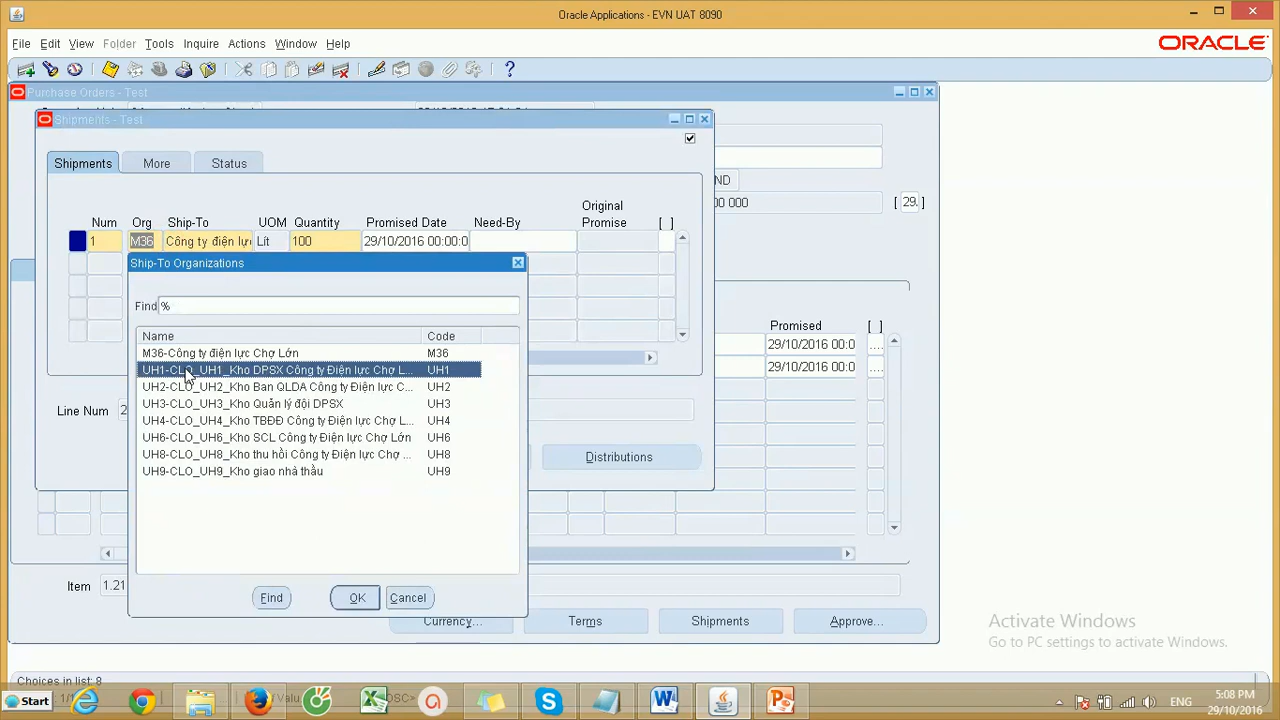 Oracle Applications - EVN UAT 8090
File Edit View Folder Tools Inquire Actions Window Help
ORACLE
Purchase Orders - Test
Shipments - Test
Shipments More Status
ND
00 000 [ 29. ]
Original
Num Org Ship-To UOM Quantity Promised Date Need-By Promise [ ]
1 M36 Công ty điện lực Lít 100 29/10/2016 00:00:0
Ship-To Organizations
Find %
Name Code
M36-Công ty điện lực Chợ Lớn M36
UH1-CLO_UH1_Kho DPSX Công ty Điện lực Chợ L... UH1
UH2-CLO_UH2_Kho Ban QLDA Công ty Điện lực C... UH2
UH3-CLO_UH3_Kho Quản lý đội DPSX UH3
UH4-CLO_UH4_Kho TBĐĐ Công ty Điện lực Chợ L... UH4
UH6-CLO_UH6_Kho SCL Công ty Điện lực Chợ Lớn UH6
UH8-CLO_UH8_Kho thu hồi Công ty Điện lực Chợ ... UH8
UH9-CLO_UH9_Kho giao nhà thầu UH9
Find OK Cancel
Promised [ ]
29/10/2016 00:0
29/10/2016 00:0
Line Num 2
Distributions
Item 1.21
Currency... Terms Shipments Approve...
Activate Windows
Go to PC settings to activate Windows.
Choices in list: 8
Start
ENG
5:08 PM
29/10/2016